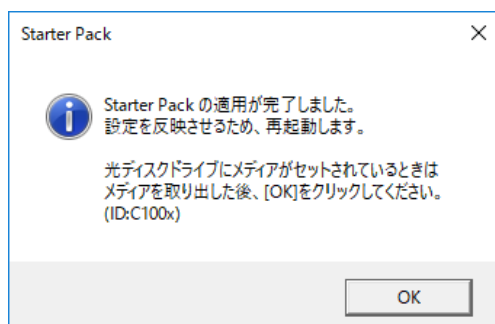 Starter Pack
Starter Pack の適用が完了しました。
設定を反映させるため、再起動します。
光ディスクドライブにメディアがセットされているときは
メディアを取り出した後、[OK]をクリックしてください。
(ID:C100x)
OK